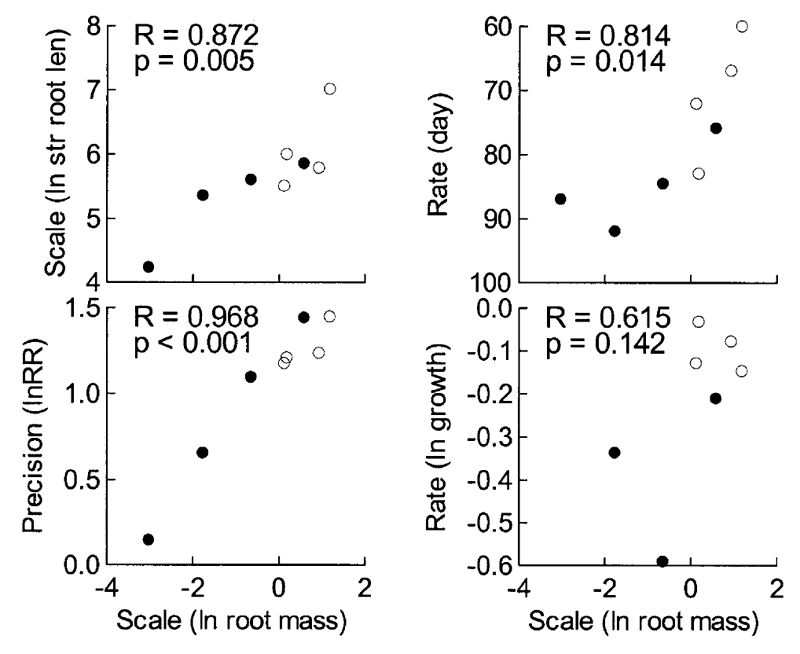 8
7
6
5
4
Scale (ln str root len)
R = 0.872
p = 0.005
60
70
80
90
100
Rate (day)
R = 0.814
p = 0.014
1.5
1.0
0.5
0.0
Precision (lnRR)
R = 0.968
p < 0.001
-4 -2 0 2
Scale (ln root mass)
0.0
-0.1
-0.2
-0.3
-0.4
-0.5
-0.6
Rate (ln growth)
R = 0.615
p = 0.142
-4 -2 0 2
Scale (ln root mass)